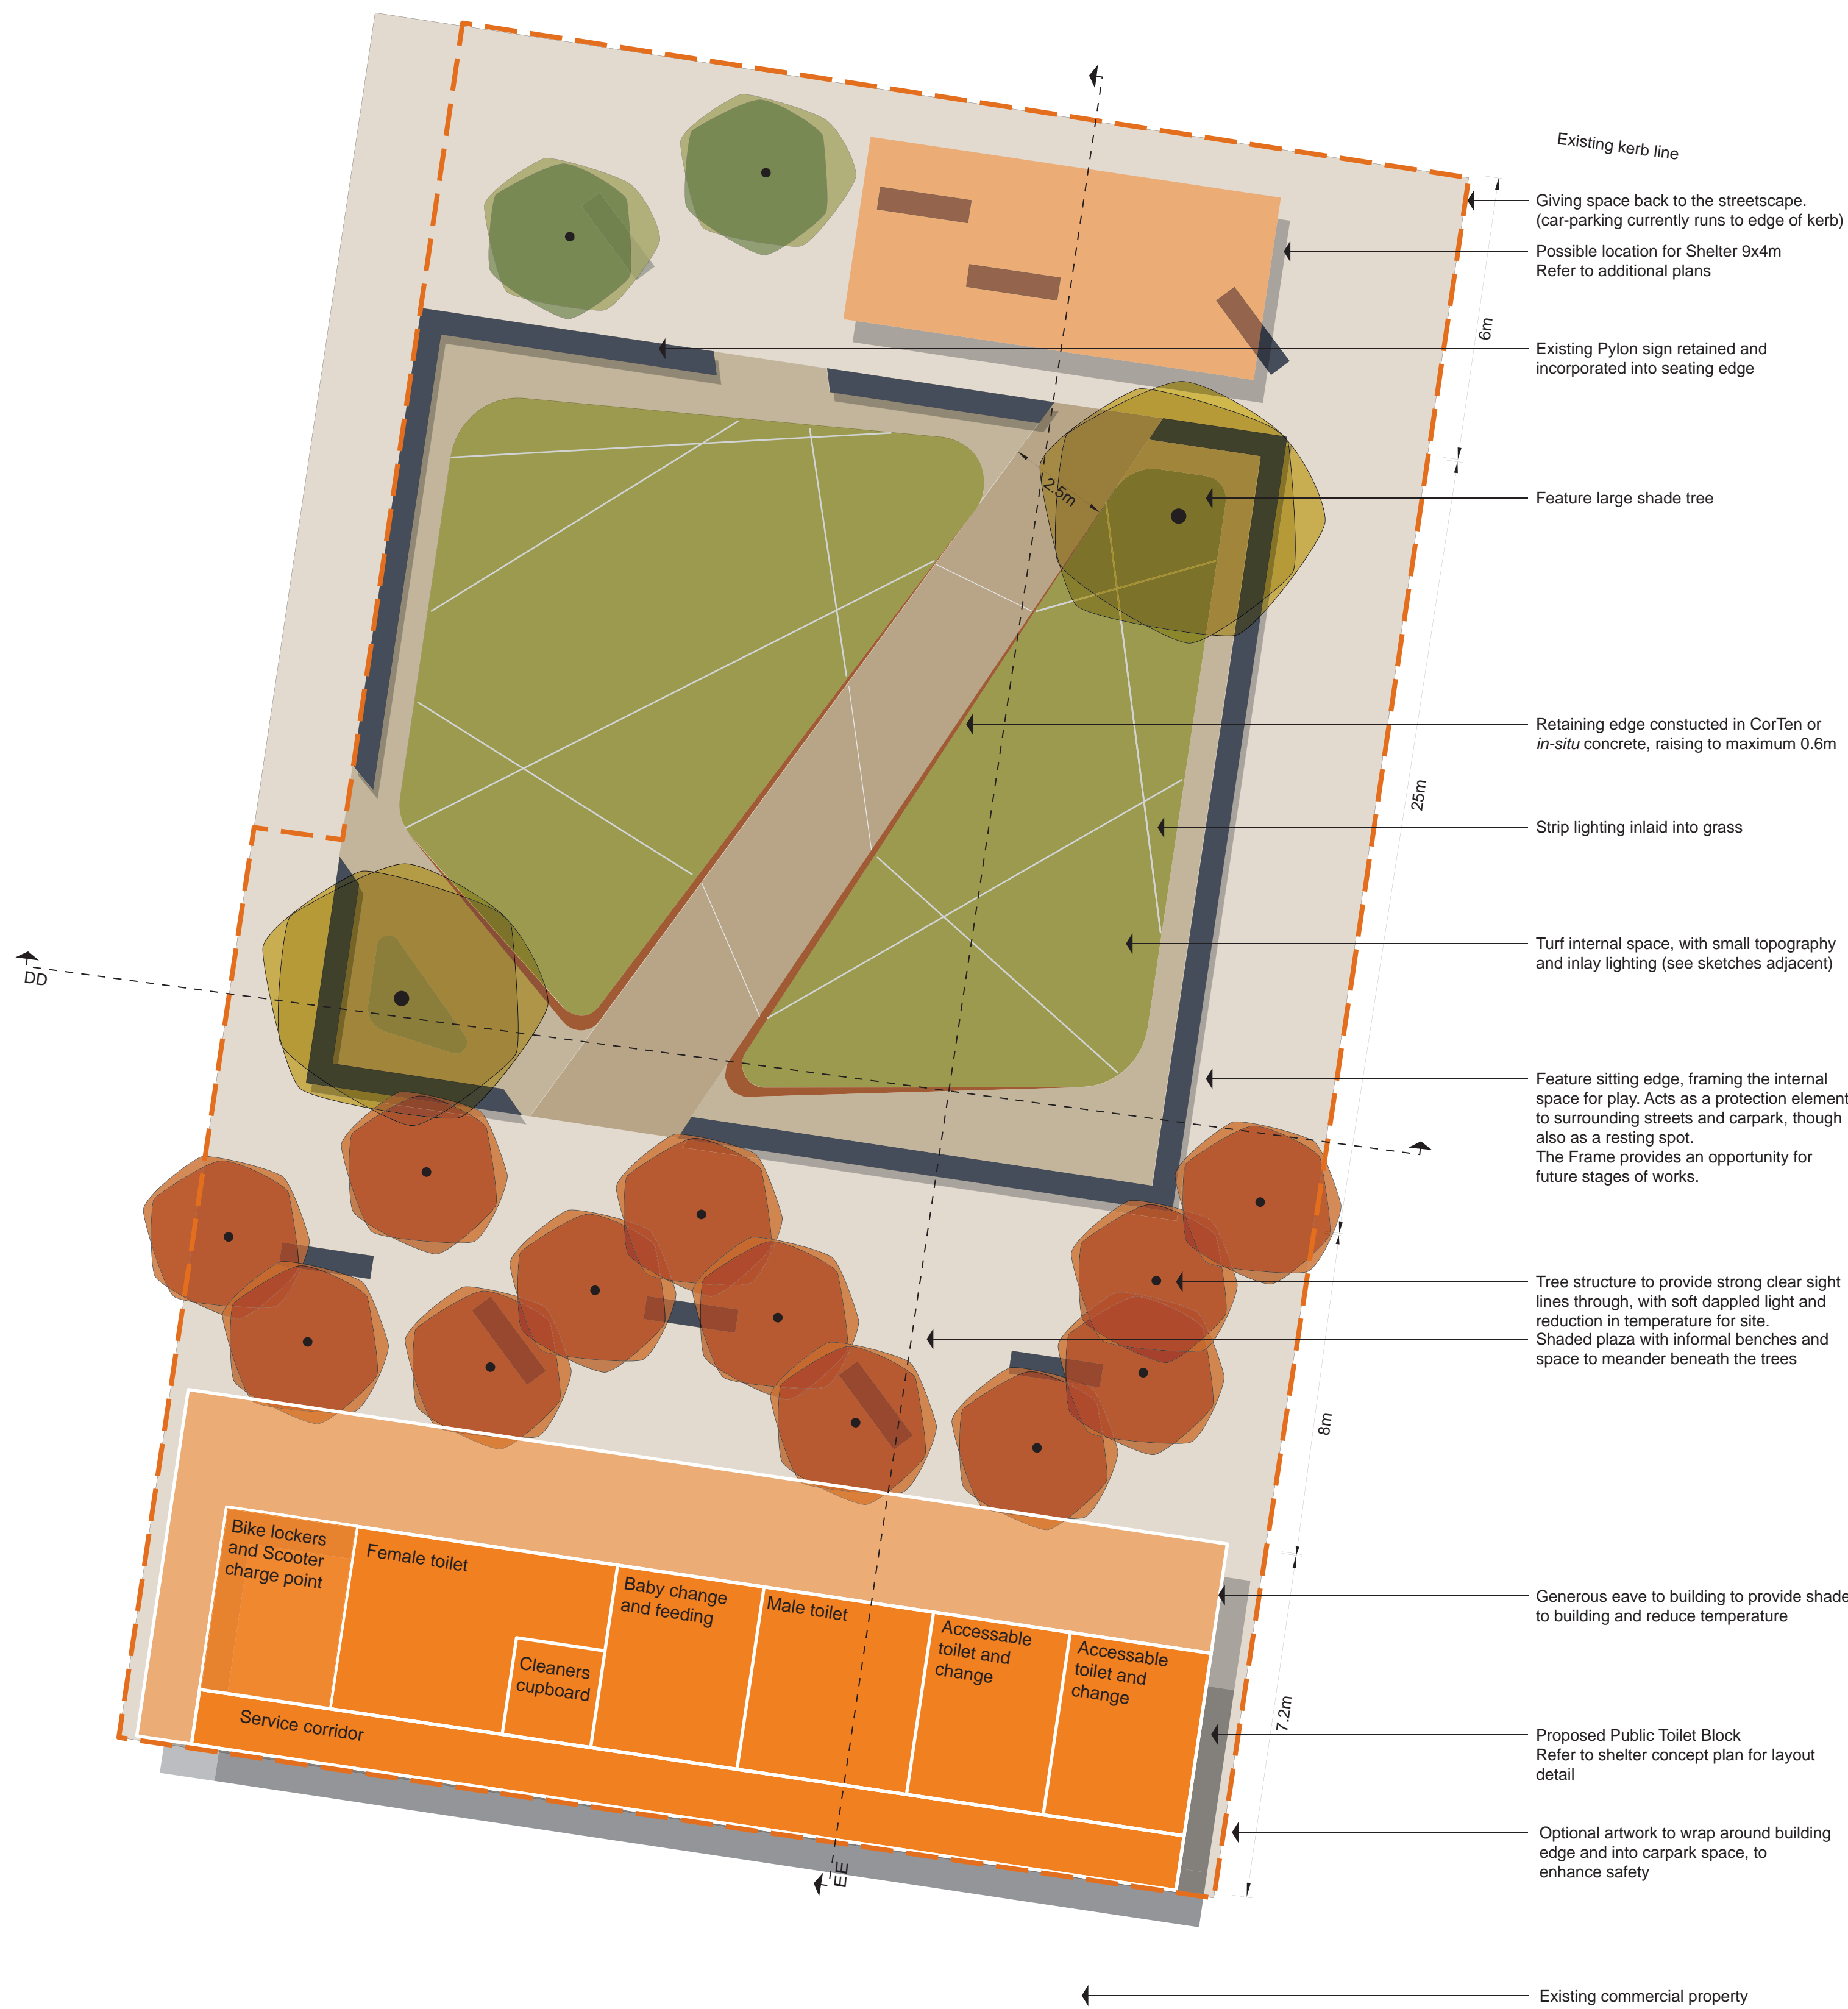 Existing kerb line
Giving space back to the streetscape.
(car-parking currently runs to edge of kerb)
Possible location for Shelter 9x4m
Refer to additional plans
6m
Existing Pylon sign retained and
incorporated into seating edge
2.5m
Feature large shade tree
Retaining edge constucted in CorTen or
in-situ concrete, raising to maximum 0.6m
25m
Strip lighting inlaid into grass
Turf internal space, with small topography
and inlay lighting (see sketches adjacent)
DD
Feature sitting edge, framing the internal
space for play. Acts as a protection element
to surrounding streets and carpark, though
also as a resting spot.
The Frame provides an opportunity for
future stages of works.
Tree structure to provide strong clear sight
lines through, with soft dappled light and
reduction in temperature for site.
Shaded plaza with informal benches and
space to meander beneath the trees
8m
Generous eave to building to provide shade
to building and reduce temperature
Bike lockers
and Scooter
charge point
Female toilet
Baby change
and feeding
Male toilet
Accessable
toilet and
change
Accessable
toilet and
change
Cleaners
cupboard
Service corridor
7.2m
Proposed Public Toilet Block
Refer to shelter concept plan for layout
detail
Optional artwork to wrap around building
edge and into carpark space, to
enhance safety
EE
Existing commercial property